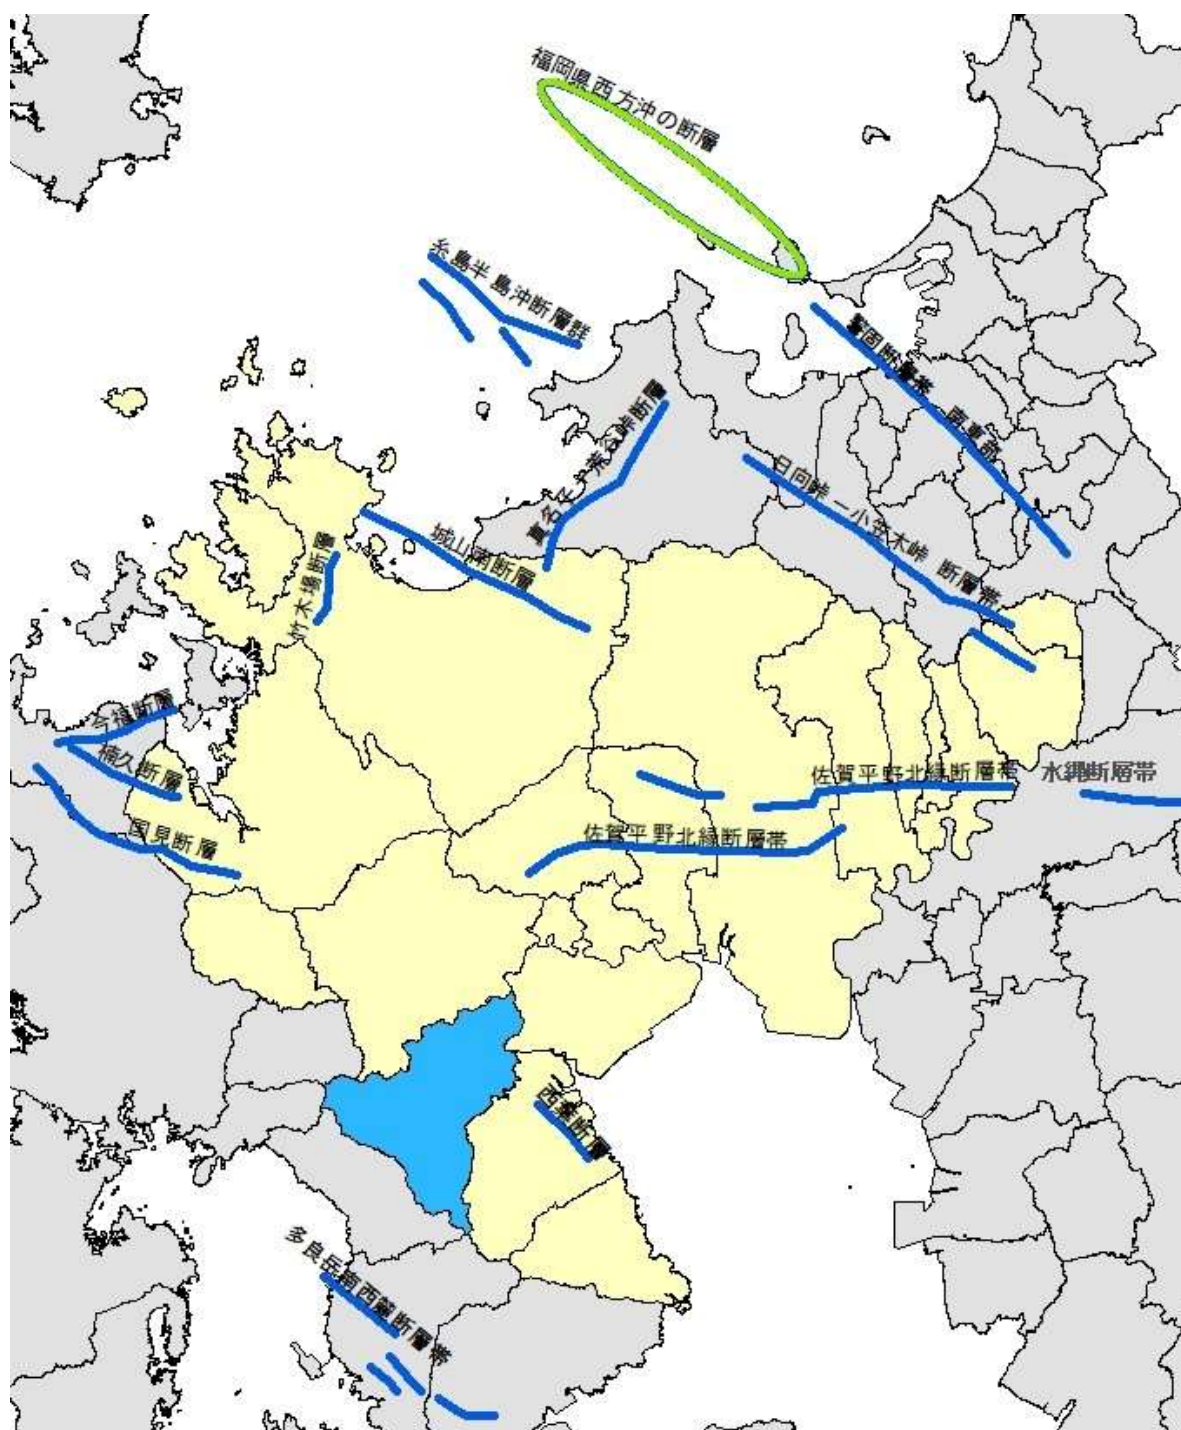 福岡県西方沖の断層
糸島半島沖断層群
警固断層帯 南東部
日向峠－小笠木峠 断層帯
城山南断層
竹木場断層
今福断層
楠久断層
国見断層
佐賀平野北縁断層帯
水縄断層帯
佐賀平野北縁断層帯
西葉断層
多良岳南西麓断層帯